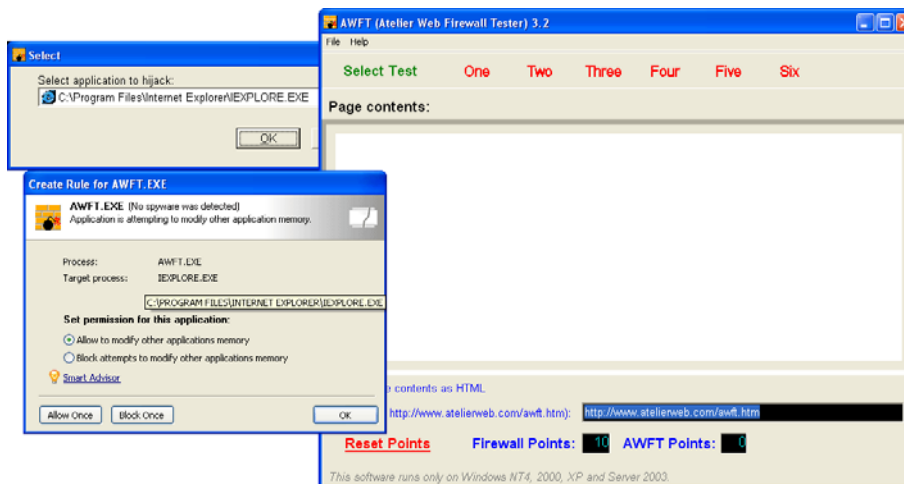 AWFT (Atelier Web Firewall Tester) 3.2
File Help
Select Test One Two Three Four Five Six
Page contents:
Select
Select application to hijack:
C:\Program Files\Internet Explorer\IEXPLORE.EXE
OK
Create Rule for AWFT.EXE
AWFT.EXE (No spyware was detected)
Application is attempting to modify other application memory.
Process: AWFT.EXE
Target process: IEXPLORE.EXE
C:\PROGRAM FILES\INTERNET EXPLORER\IEXPLORE.EXE
Set permission for this application:
Allow to modify other applications memory
Block attempts to modify other applications memory
Smart Advisor
Allow Once Block Once OK
contents as HTML
http://www.atelierweb.com/awft.htm): http://www.atelierweb.com/awft.htm
Reset Points Firewall Points: 10 AWFT Points: 0
This software runs only on Windows NT4, 2000, XP and Server 2003.